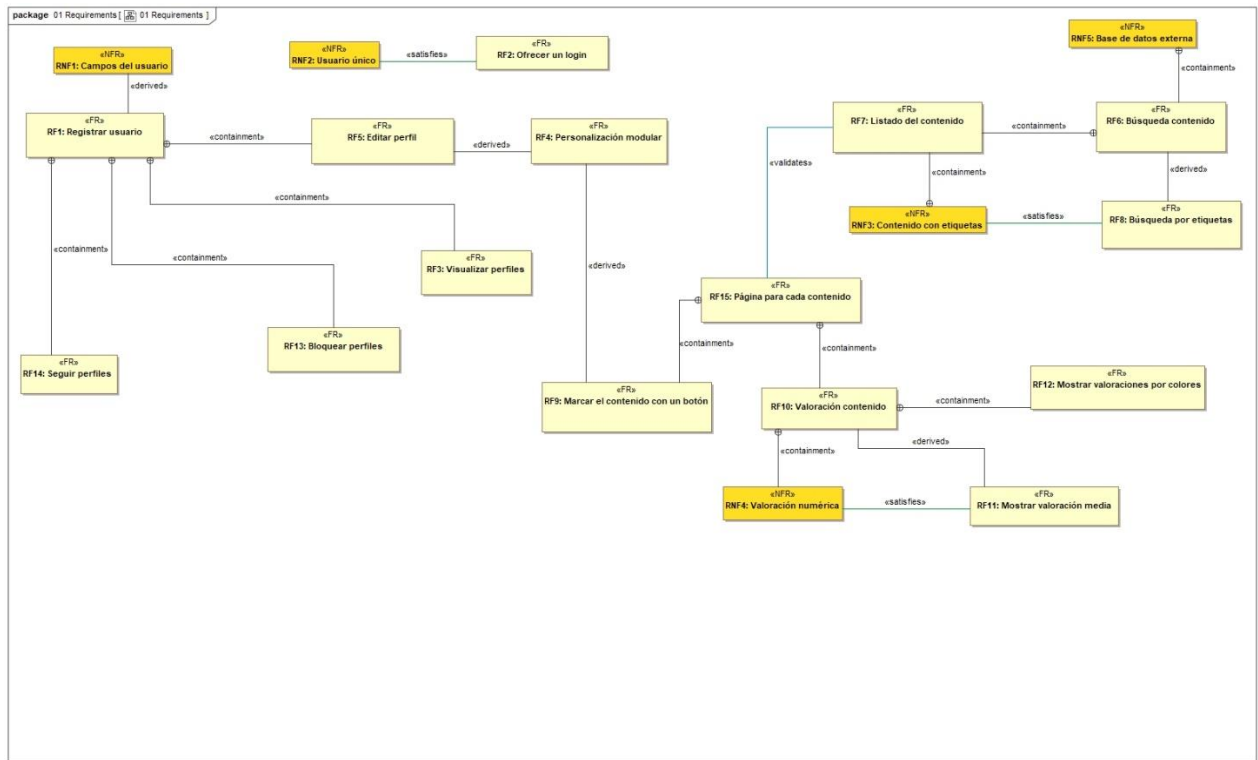 package 01 Requirements [ 01 Requirements ]
«NFR»
RNF1: Campos del usuario
«NFR»
RNF2: Usuario único
«satisfies»
«FR»
RF2: Ofrecer un login
«NFR»
RNF5: Base de datos externa
«derived»
«containment»
«FR»
RF1: Registrar usuario
«containment»
«FR»
RF5: Editar perfil
«derived»
«FR»
RF4: Personalización modular
«FR»
RF7: Listado del contenido
«containment»
«FR»
RF6: Búsqueda contenido
«validates»
«containment»
«derived»
«containment»
«NFR»
RNF3: Contenido con etiquetas
«satisfies»
«FR»
RF8: Búsqueda por etiquetas
«containment»
«containment»
«FR»
RF3: Visualizar perfiles
«derived»
«FR»
RF15: Página para cada contenido
«FR»
RF13: Bloquear perfiles
«containment»
«containment»
«FR»
RF14: Seguir perfiles
«FR»
RF9: Marcar el contenido con un botón
«FR»
RF10: Valoración contenido
«containment»
«FR»
RF12: Mostrar valoraciones por colores
«containment»
«derived»
«NFR»
RNF4: Valoración numérica
«satisfies»
«FR»
RF11: Mostrar valoración media